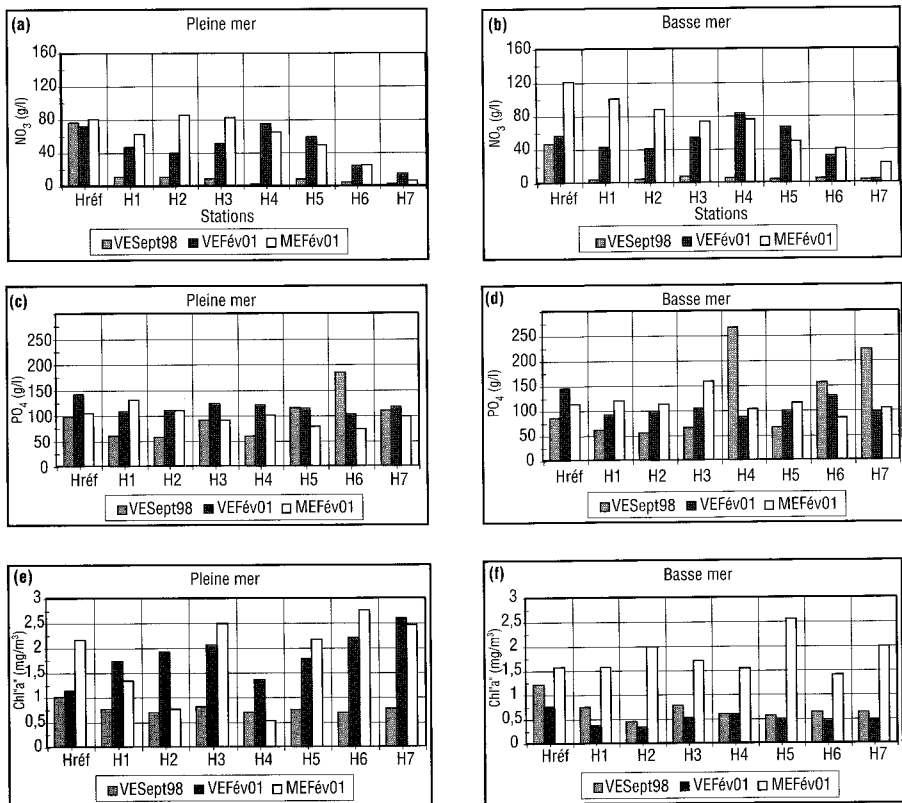 (a)
Pleine mer
NO3 (g/l)
160
120
80
40
0
Hréf H1 H2 H3 H4 H5 H6 H7
Stations
VESept98 VEFév01 MEFév01
(b)
Basse mer
NO3 (g/l)
160
120
80
40
0
Hréf H1 H2 H3 H4 H5 H6 H7
Stations
VESept98 VEFév01 MEFév01
(c)
Pleine mer
PO4 (g/l)
250
200
150
100
50
0
Hréf H1 H2 H3 H4 H5 H6 H7
VESept98 VEFév01 MEFév01
(d)
Basse mer
PO4 (g/l)
250
200
150
100
50
0
Hréf H1 H2 H3 H4 H5 H6 H7
VESept98 VEFév01 MEFév01
(e)
Pleine mer
Chl"a" (mg/m³)
3
2,5
2
1,5
1
0,5
0
Hréf H1 H2 H3 H4 H5 H6 H7
VESept98 VEFév01 MEFév01
(f)
Basse mer
Chl"a" (mg/m³)
3
2,5
2
1,5
1
0,5
0
Hréf H1 H2 H3 H4 H5 H6 H7
VESept98 VEFév01 MEFév01